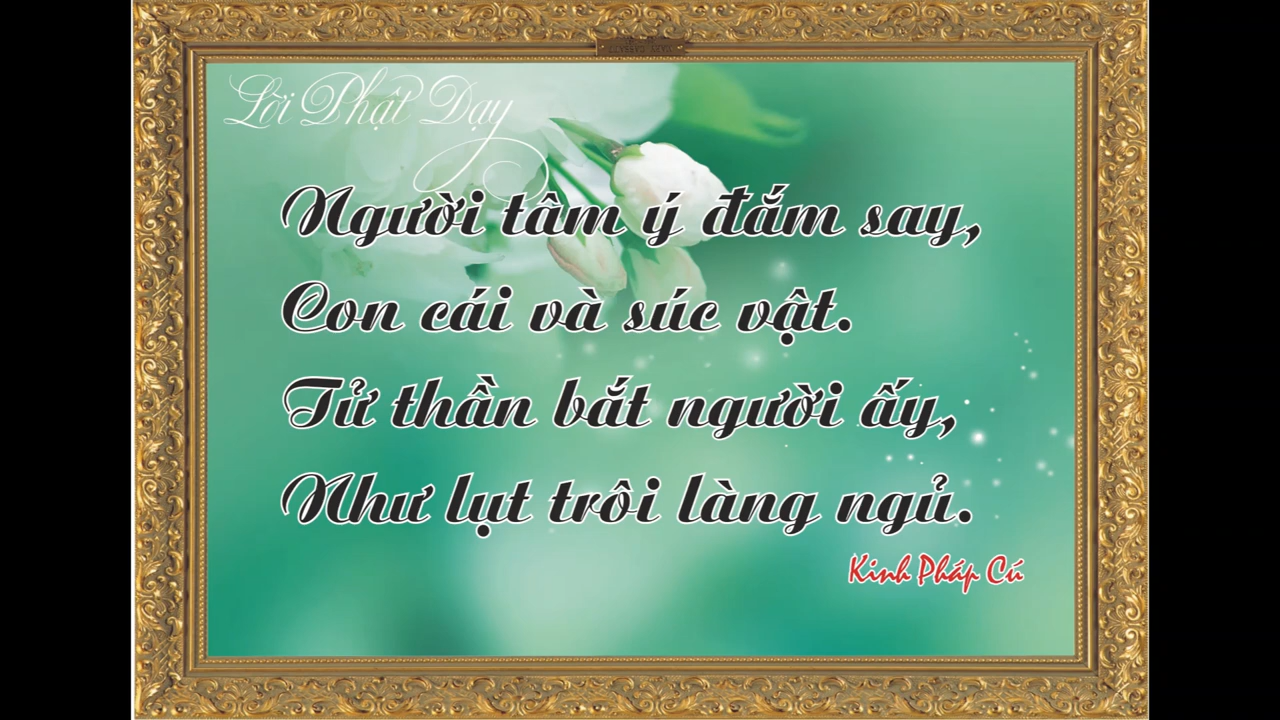 Lời Phật Dạy
Người tâm ý đắm say,
Con cái và súc vật.
Tử thần bắt người ấy,
Như lụt trôi làng ngủ.
Kinh Pháp Cú